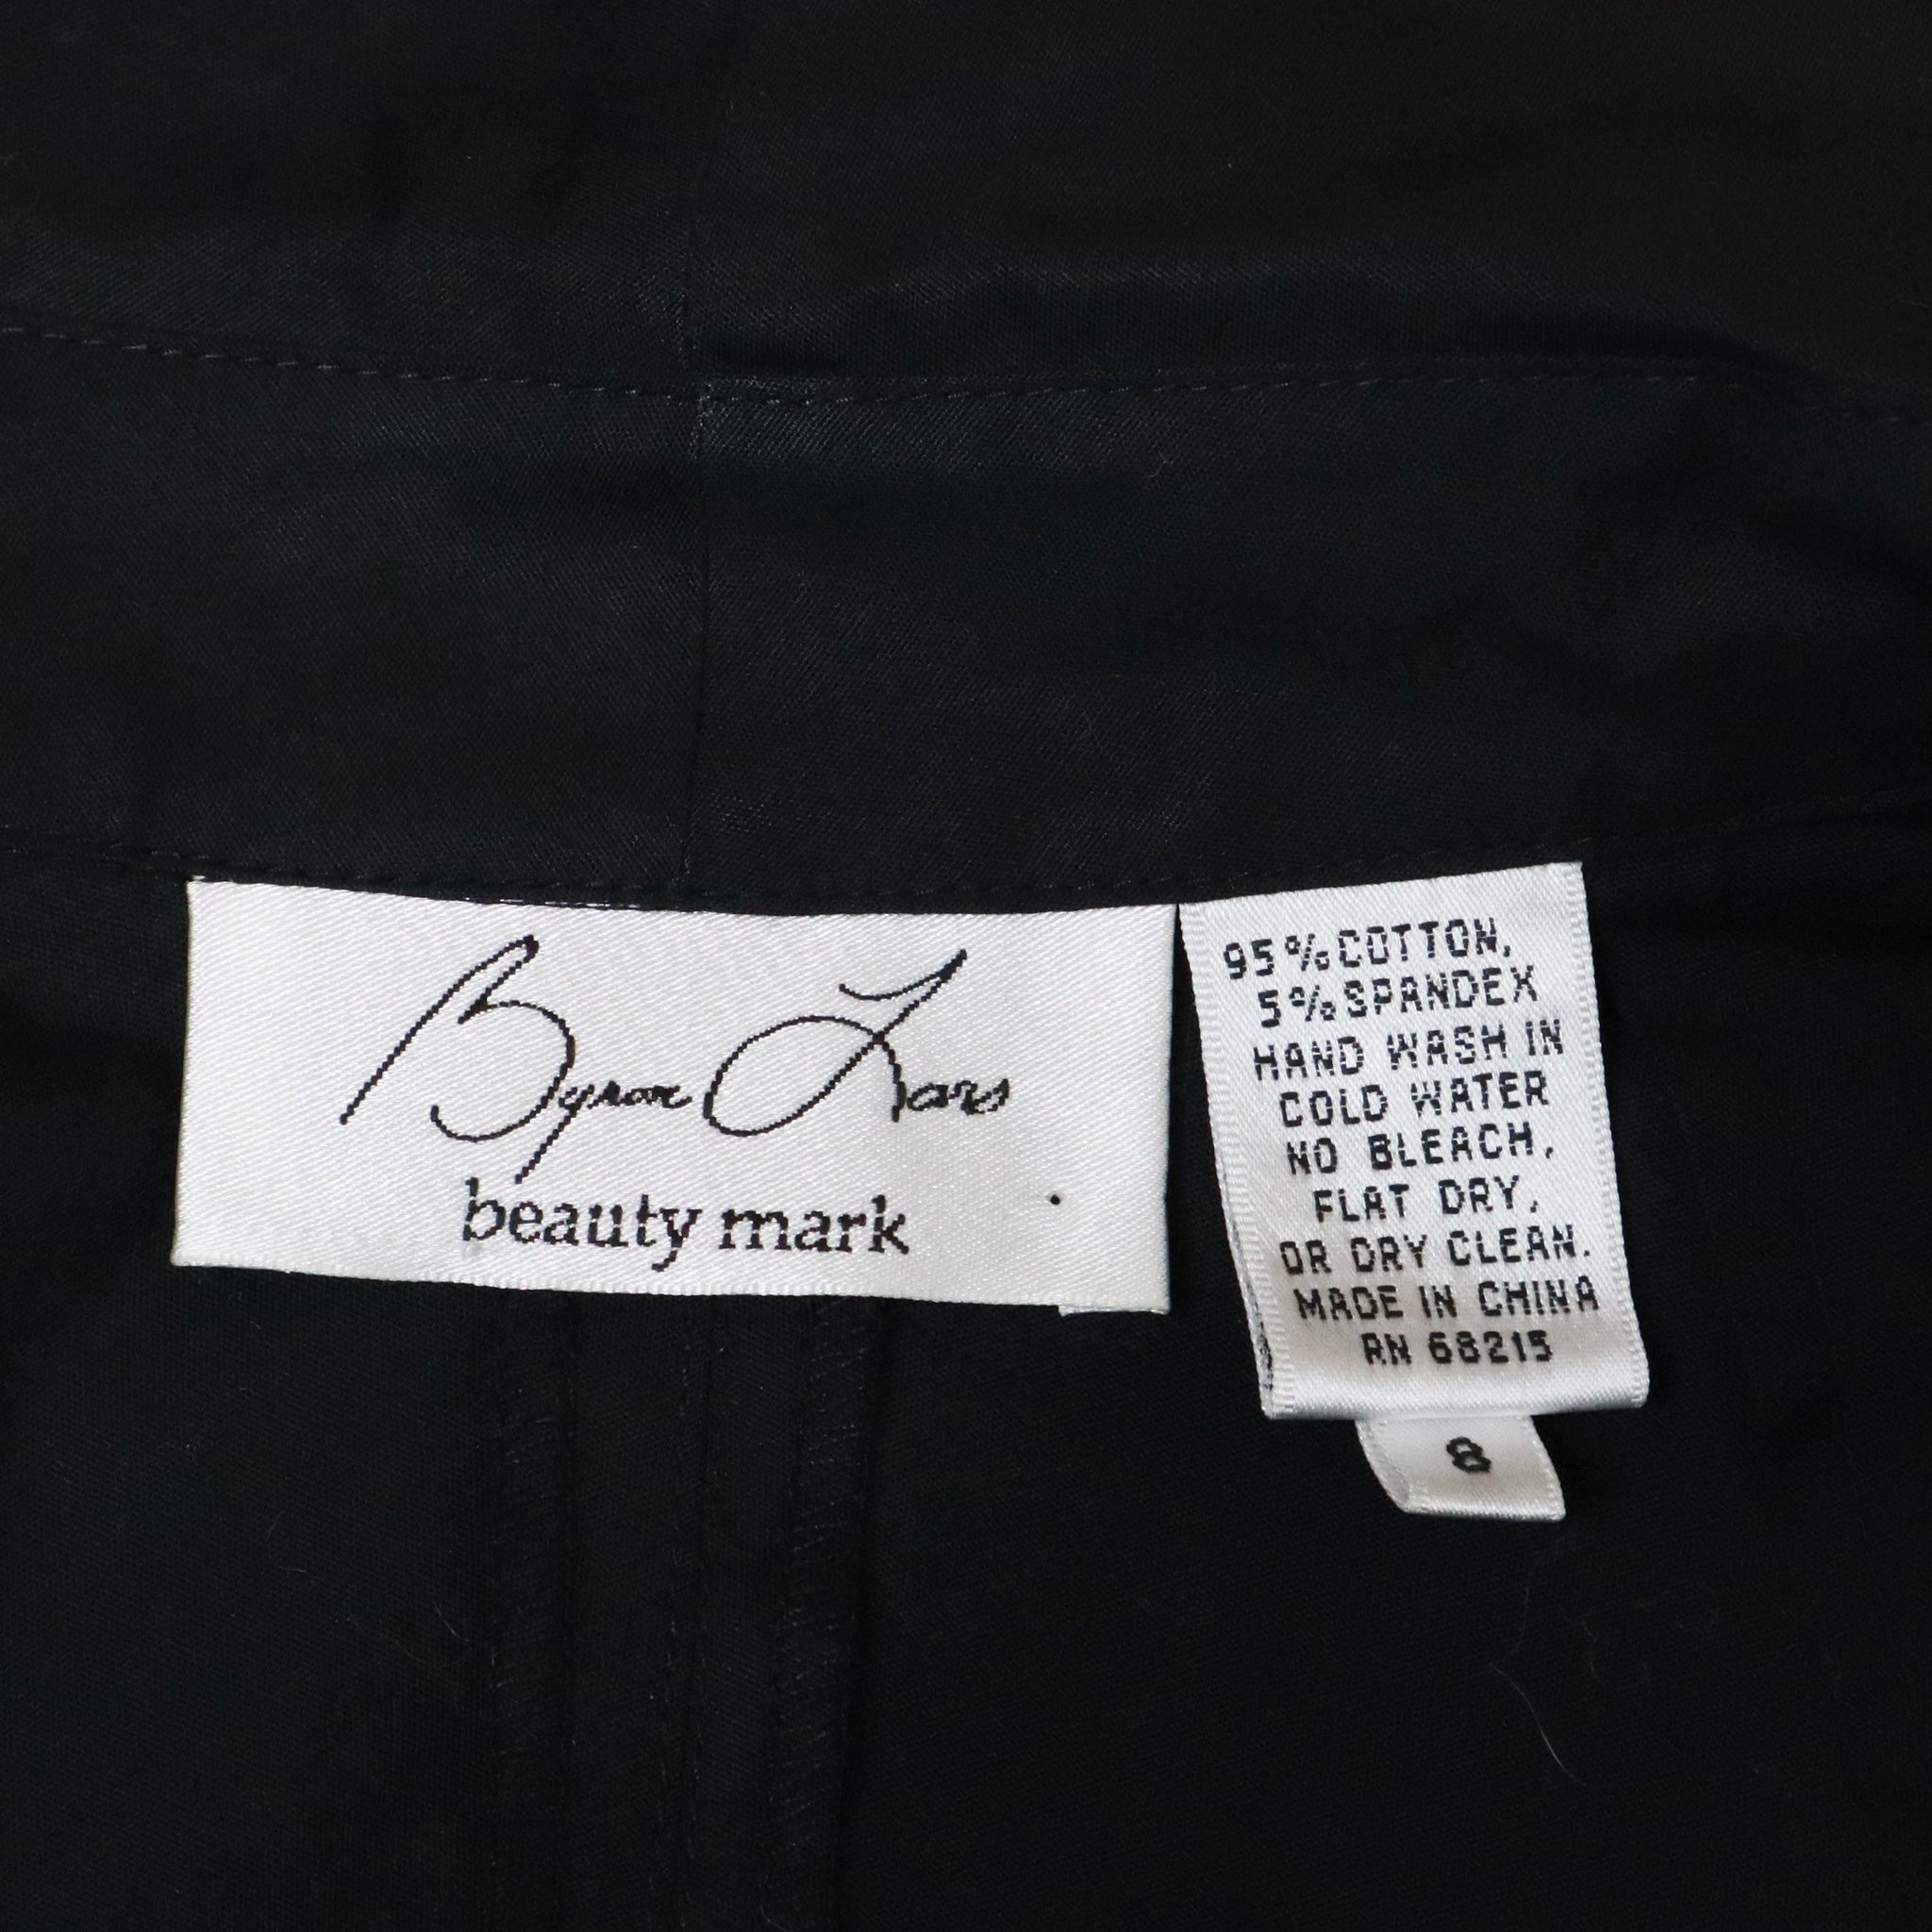 Byron Lars
beauty mark
95% COTTON,
5% SPANDEX
HAND WASH IN
COLD WATER
NO BLEACH,
FLAT DRY,
OR DRY CLEAN.
MADE IN CHINA
RN 68215
8